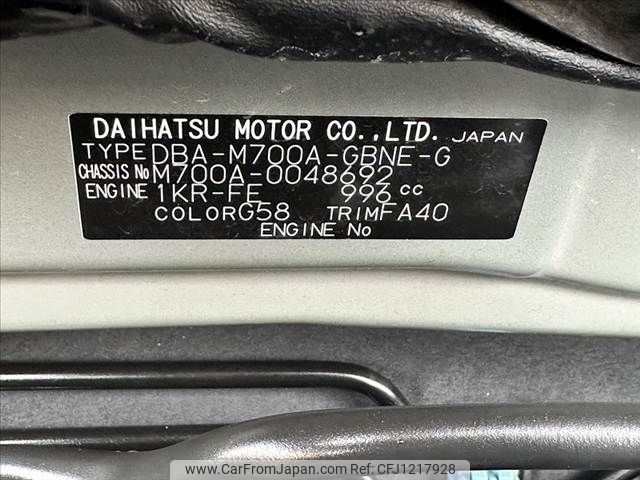 DAIHATSU MOTOR CO.,LTD. JAPAN
TYPE DBA-M700A-GBNE-G
CHASSIS No M700A-0048692
ENGINE 1KR-FE 996 cc
COLOR G58 TRIM FA40
ENGINE No
www.CarFromJapan.com | CFJ1217928